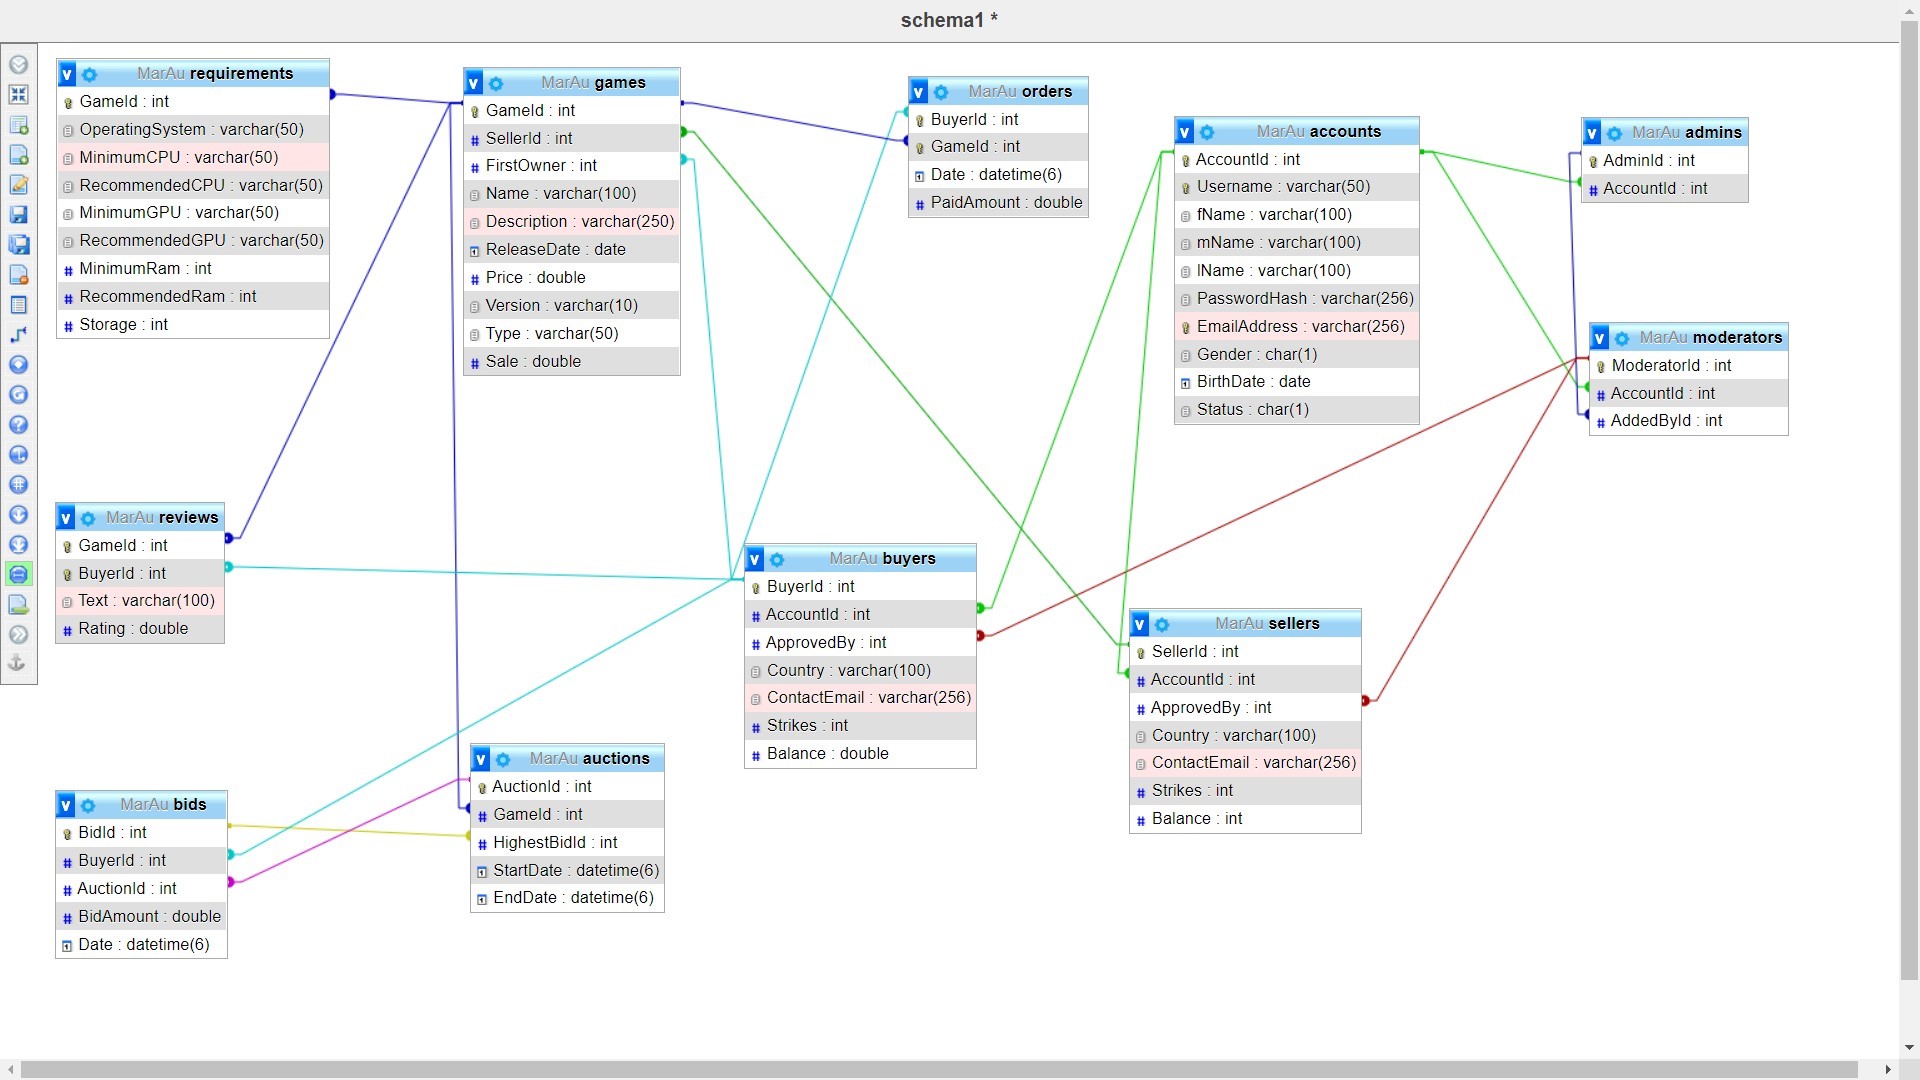 schema1 *
v MarAu requirements
GameId : int
OperatingSystem : varchar(50)
MinimumCPU : varchar(50)
RecommendedCPU : varchar(50)
MinimumGPU : varchar(50)
RecommendedGPU : varchar(50)
# MinimumRam : int
# RecommendedRam : int
# Storage : int
v MarAu games
GameId : int
# SellerId : int
# FirstOwner : int
Name : varchar(100)
Description : varchar(250)
ReleaseDate : date
# Price : double
Version : varchar(10)
Type : varchar(50)
# Sale : double
v MarAu orders
BuyerId : int
GameId : int
Date : datetime(6)
# PaidAmount : double
v MarAu accounts
AccountId : int
Username : varchar(50)
fName : varchar(100)
mName : varchar(100)
lName : varchar(100)
PasswordHash : varchar(256)
EmailAddress : varchar(256)
Gender : char(1)
BirthDate : date
Status : char(1)
v MarAu admins
AdminId : int
# AccountId : int
v MarAu moderators
ModeratorId : int
# AccountId : int
# AddedById : int
v MarAu reviews
GameId : int
BuyerId : int
Text : varchar(100)
# Rating : double
v MarAu buyers
BuyerId : int
# AccountId : int
# ApprovedBy : int
Country : varchar(100)
ContactEmail : varchar(256)
# Strikes : int
# Balance : double
v MarAu sellers
SellerId : int
# AccountId : int
# ApprovedBy : int
Country : varchar(100)
ContactEmail : varchar(256)
# Strikes : int
# Balance : int
v MarAu auctions
AuctionId : int
# GameId : int
# HighestBidId : int
StartDate : datetime(6)
EndDate : datetime(6)
v MarAu bids
BidId : int
# BuyerId : int
# AuctionId : int
# BidAmount : double
Date : datetime(6)